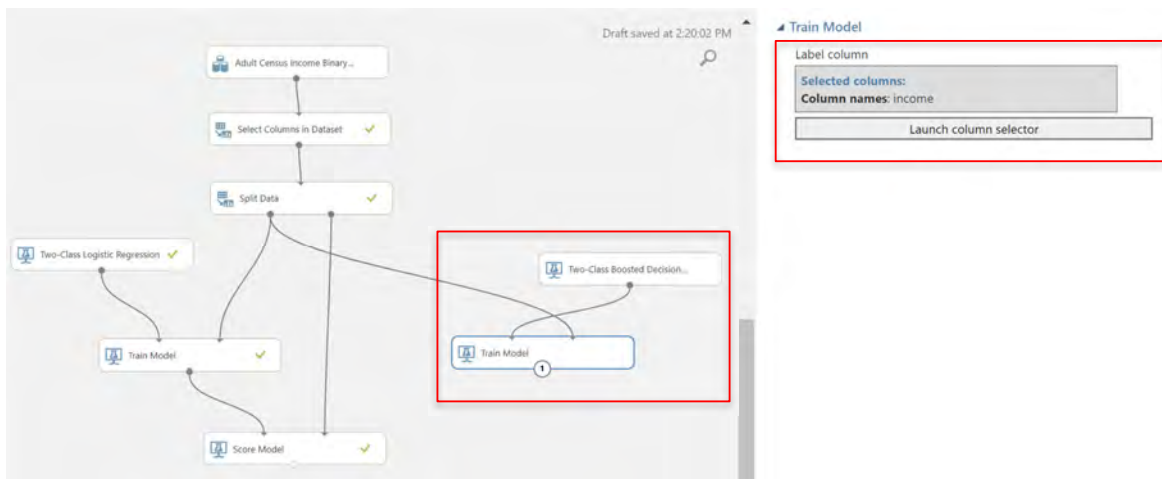 Draft saved at 2:20:02 PM
Adult Census Income Binary...
Select Columns in Dataset
Split Data
Two-Class Logistic Regression
Two-Class Boosted Decision...
Train Model
Train Model
1
Score Model
Train Model
Label column
Selected columns:
Column names: income
Launch column selector